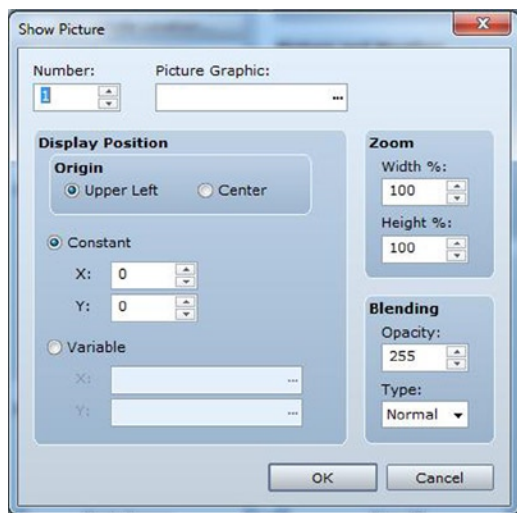 Show Picture
Number: Picture Graphic:
1 ...
Display Position
Origin
Upper Left Center
Constant
X: 0
Y: 0
Variable
X: ...
Y: ...
Zoom
Width %:
100
Height %:
100
Blending
Opacity:
255
Type:
Normal
OK Cancel